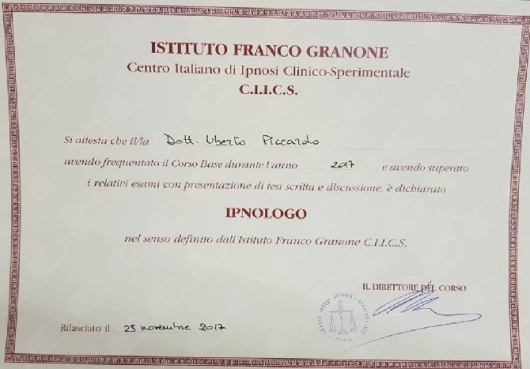 ISTITUTO FRANCO GRANONE
Centro Italiano di Ipnosi Clinico-Sperimentale
C.I.I.C.S.
Si attesta che il/la Dott. Uberto Piccardo
avendo frequentato il Corso Base durante l'anno 2017 e avendo superato
i relativi esami con presentazione di tesi scritta e discussione, è dichiarato
IPNOLOGO
nel senso definito dall'Istituto Franco Granone C.I.I.C.S.
IL DIRETTORE DEL CORSO
Rilasciato il 25 novembre 2017